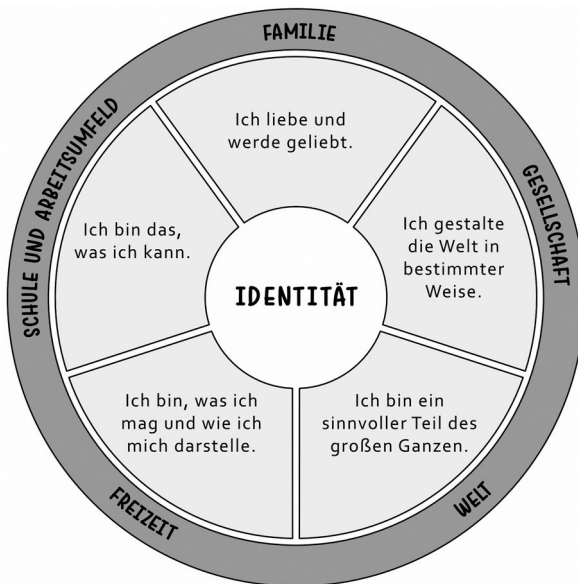 FAMILIE
Ich liebe und
werde geliebt.
GESELLSCHAFT
Ich gestalte
die Welt in
bestimmter
Weise.
WELT
Ich bin ein
sinnvoller Teil des
großen Ganzen.
FREIZEIT
Ich bin, was ich
mag und wie ich
mich darstelle.
SCHULE UND ARBEITSUMFELD
Ich bin das,
was ich kann.
IDENTITÄT